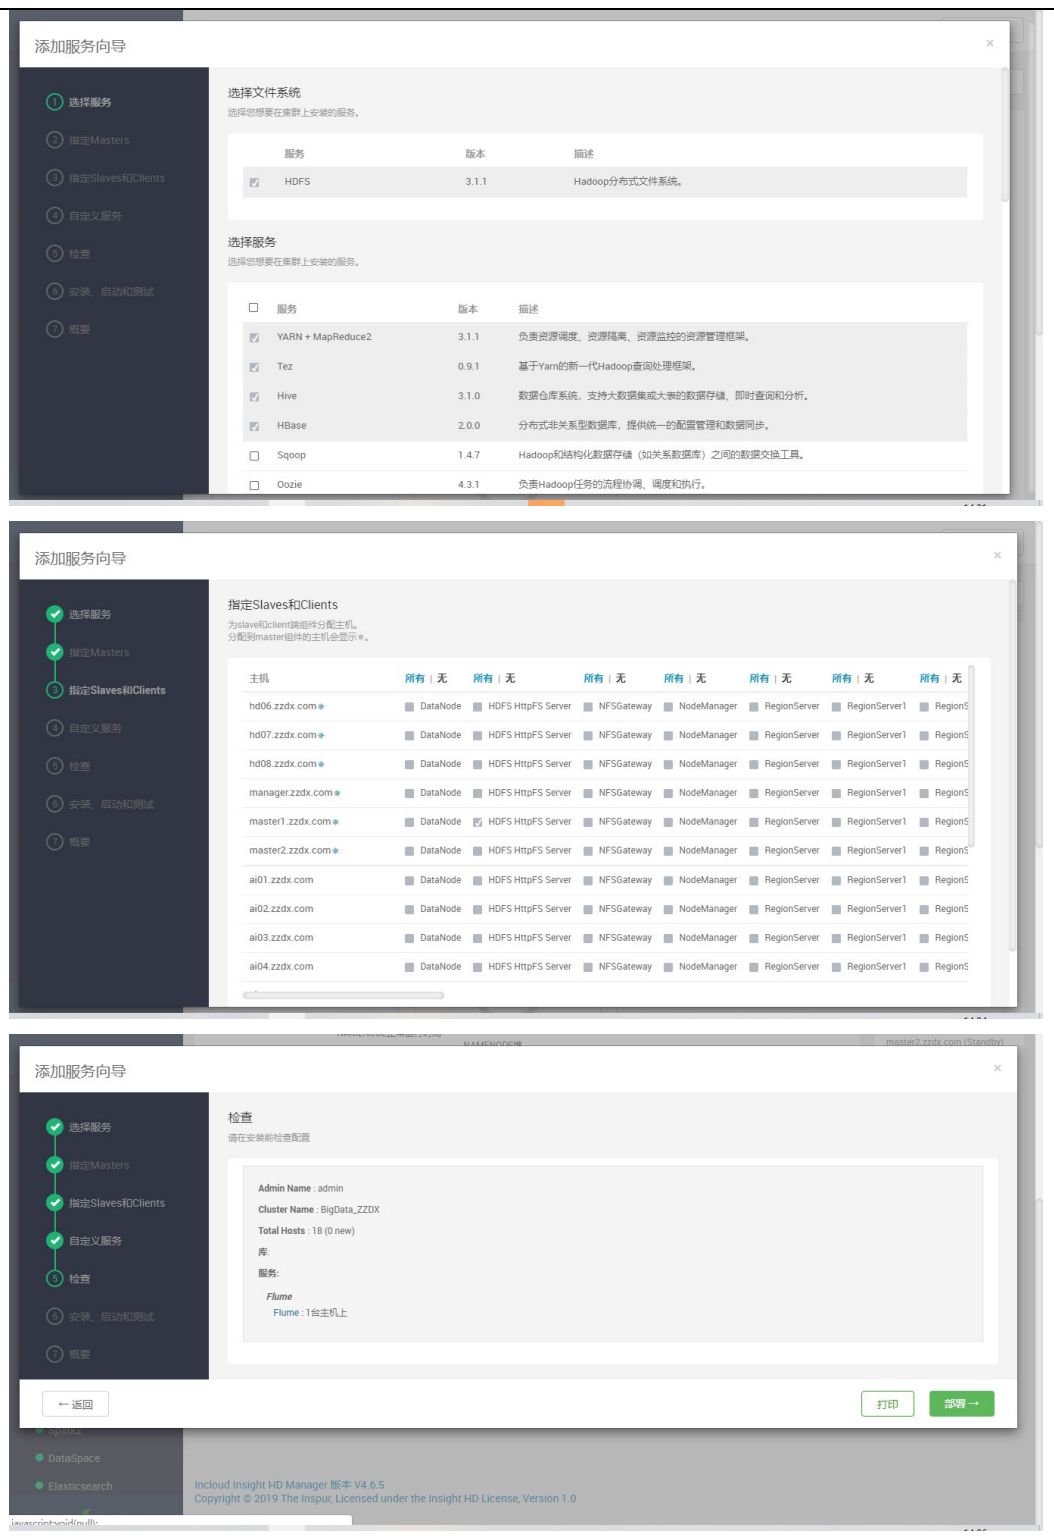 添加服务向导
×
1 选择服务
2 指定Masters
3 指定Slaves和Clients
4 自定义服务
5 检查
6 安装、启动和测试
7 概要
选择文件系统
选择您想要在集群上安装的服务。
服务 版本 描述
HDFS 3.1.1 Hadoop分布式文件系统。
选择服务
选择您想要在集群上安装的服务。
服务 版本 描述
YARN + MapReduce2 3.1.1 负责资源调度、资源隔离、资源监控的资源管理框架。
Tez 0.9.1 基于Yarn的新一代Hadoop查询处理框架。
Hive 3.1.0 数据仓库系统，支持大数据集或大表的数据存储、即时查询和分析。
HBase 2.0.0 分布式非关系型数据库，提供统一的配置管理和数据同步。
Sqoop 1.4.7 Hadoop和结构化数据存储（如关系数据库）之间的数据交换工具。
Oozie 4.3.1 负责Hadoop任务的流程协调、调度和执行。
添加服务向导
×
选择服务
指定Masters
3 指定Slaves和Clients
4 自定义服务
5 检查
6 安装、启动和测试
7 概要
指定Slaves和Clients
为slave和client端组件分配主机。
分配到master组件的主机会显示※。
主机 所有 | 无 所有 | 无 所有 | 无 所有 | 无 所有 | 无 所有 | 无 所有 | 无
hd06.zzdx.com※ DataNode HDFS HttpFS Server NFSGateway NodeManager RegionServer RegionServer1 RegionS
hd07.zzdx.com※ DataNode HDFS HttpFS Server NFSGateway NodeManager RegionServer RegionServer1 RegionS
hd08.zzdx.com※ DataNode HDFS HttpFS Server NFSGateway NodeManager RegionServer RegionServer1 RegionS
manager.zzdx.com※ DataNode HDFS HttpFS Server NFSGateway NodeManager RegionServer RegionServer1 RegionS
master1.zzdx.com※ DataNode HDFS HttpFS Server NFSGateway NodeManager RegionServer RegionServer1 RegionS
master2.zzdx.com※ DataNode HDFS HttpFS Server NFSGateway NodeManager RegionServer RegionServer1 RegionS
ai01.zzdx.com DataNode HDFS HttpFS Server NFSGateway NodeManager RegionServer RegionServer1 RegionS
ai02.zzdx.com DataNode HDFS HttpFS Server NFSGateway NodeManager RegionServer RegionServer1 RegionS
ai03.zzdx.com DataNode HDFS HttpFS Server NFSGateway NodeManager RegionServer RegionServer1 RegionS
ai04.zzdx.com DataNode HDFS HttpFS Server NFSGateway NodeManager RegionServer RegionServer1 RegionS
master2.zzdx.com (Standby)
添加服务向导
×
选择服务
指定Masters
指定Slaves和Clients
自定义服务
5 检查
6 安装、启动和测试
7 概要
检查
请在安装前检查配置
Admin Name : admin
Cluster Name : BigData_ZZDX
Total Hosts : 18 (0 new)
库:
服务:
Flume
Flume : 1台主机上
←返回
打印
部署→
Spark2
DataSpace
Elasticsearch
Incloud Insight HD Manager 版本 V4.6.5
Copyright © 2019 The Inspur, Licensed under the Insight HD License, Version 1.0
javascript:void(null);